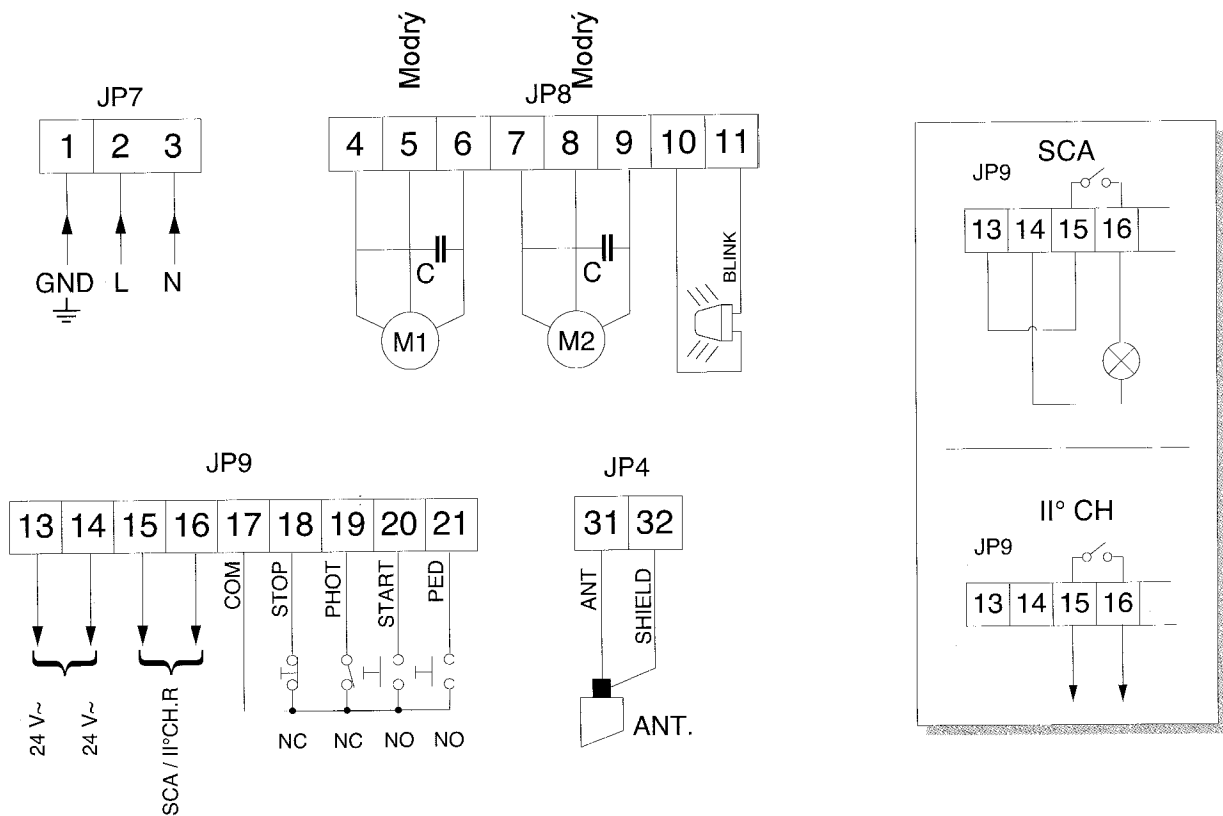 Modrý
Modrý
JP7
JP8
1 2 3
4 5 6 7 8 9 10 11
GND L N
C
C
BLINK
M1
M2
SCA
JP9
13 14 15 16
JP9
13 14 15 16 17 18 19 20 21
COM
STOP
PHOT
START
PED
24 V~
24 V~
SCA / II°CH.R
NC NC NO NO
JP4
31 32
ANT
SHIELD
ANT.
II° CH
JP9
13 14 15 16